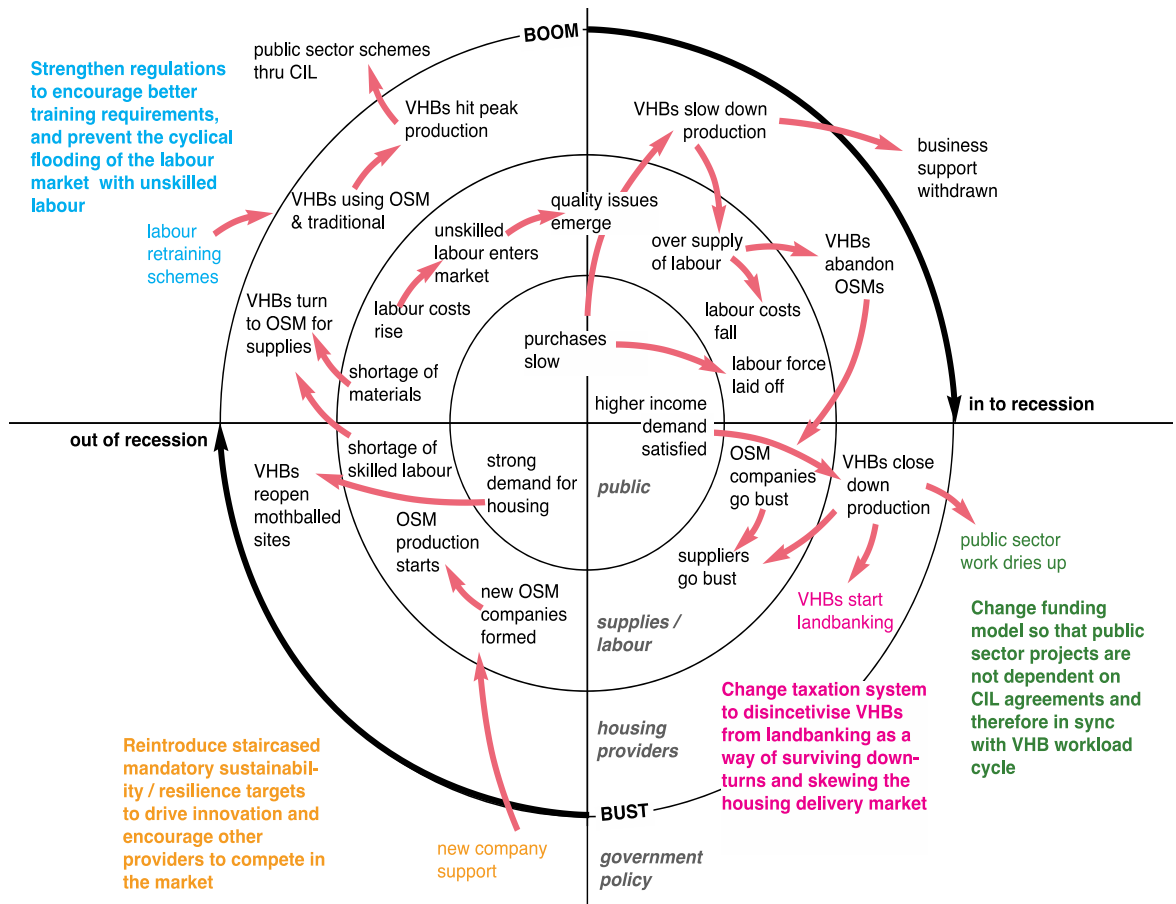 BOOM
public sector schemes
thru CIL
Strengthen regulations
to encourage better
training requirements,
and prevent the cyclical
flooding of the labour
market with unskilled
labour
VHBs hit peak
production
VHBs slow down
production
business
support
withdrawn
VHBs using OSM
& traditional
labour
retraining
schemes
quality issues
emerge
unskilled
labour enters
market
over supply
of labour
VHBs
abandon
OSMs
VHBs turn
to OSM for
supplies
labour costs
rise
labour costs
fall
purchases
slow
labour force
laid off
shortage of
materials
higher income
demand
satisfied
in to recession
out of recession
shortage of
skilled labour
VHBs
reopen
mothballed
sites
strong
demand for
housing
public
OSM
companies
go bust
VHBs close
down
production
OSM
production
starts
suppliers
go bust
public sector
work dries up
new OSM
companies
formed
supplies /
labour
VHBs start
landbanking
Change funding
model so that public
sector projects are
not dependent on
CIL agreements and
therefore in sync
with VHB workload
cycle
Change taxation system
to disincetivise VHBs
from landbanking as a
way of surviving down-
turns and skewing the
housing delivery market
housing
providers
Reintroduce staircased
mandatory sustainabil-
ity / resilience targets
to drive innovation and
encourage other
providers to compete in
the market
BUST
new company
support
government
policy